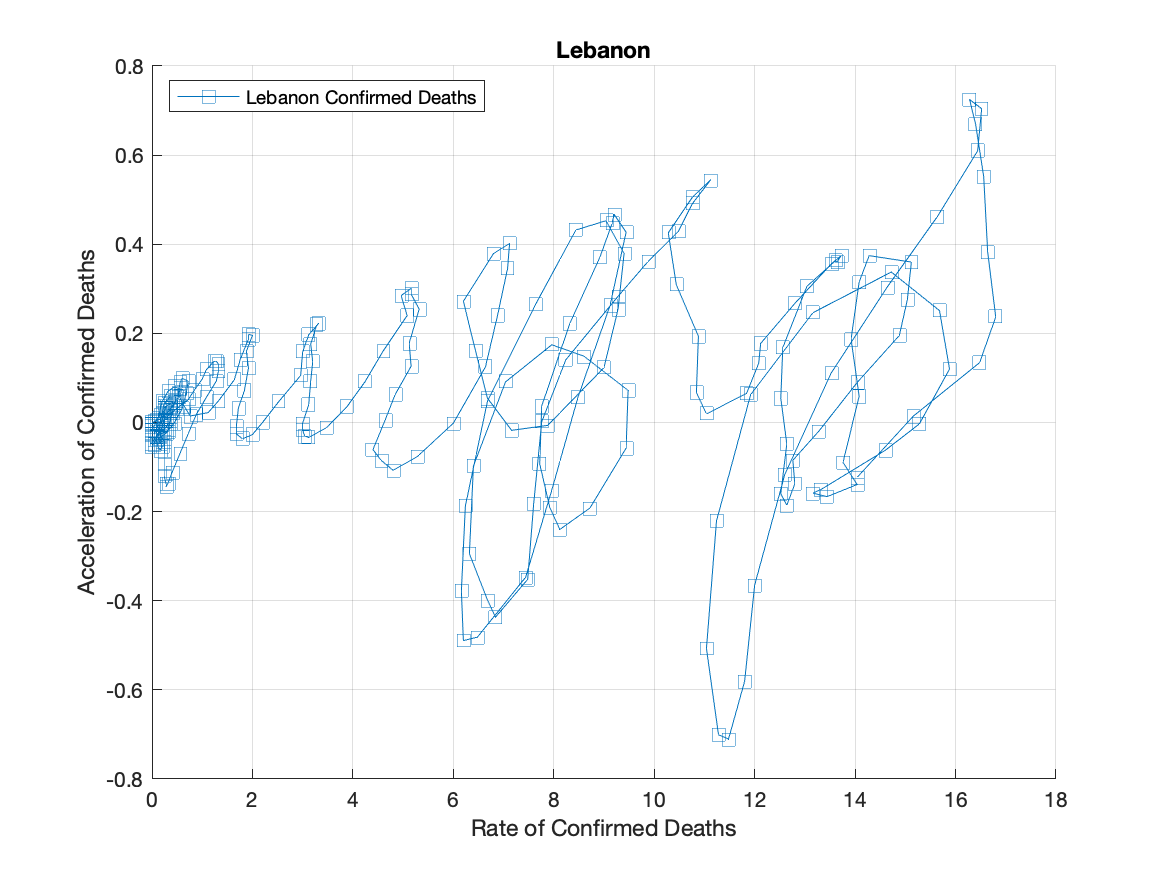 Lebanon
Lebanon Confirmed Deaths
Acceleration of Confirmed Deaths
0.8
0.6
0.4
0.2
0
-0.2
-0.4
-0.6
-0.8
0 2 4 6 8 10 12 14 16 18
Rate of Confirmed Deaths